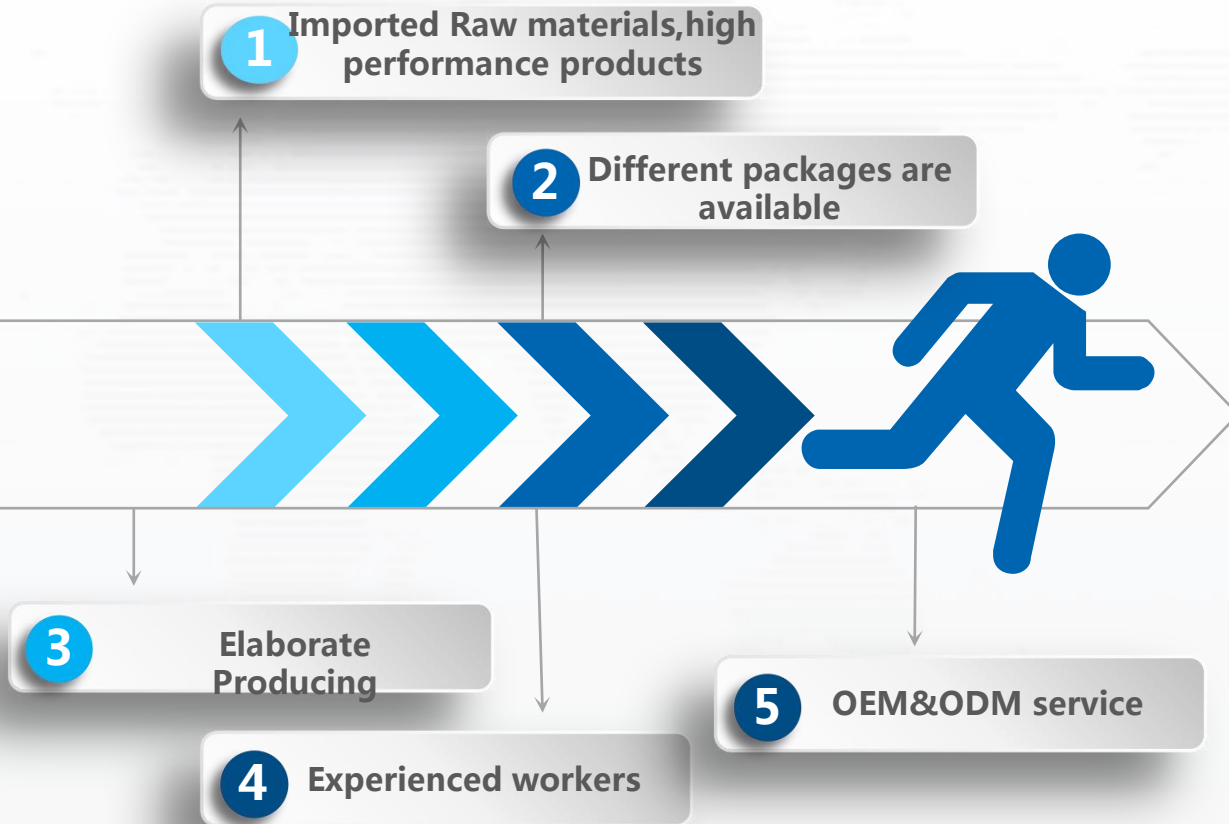 1
Imported Raw materials,high
performance products
2
Different packages are
available
3
Elaborate
Producing
4
Experienced workers
5
OEM&ODM service